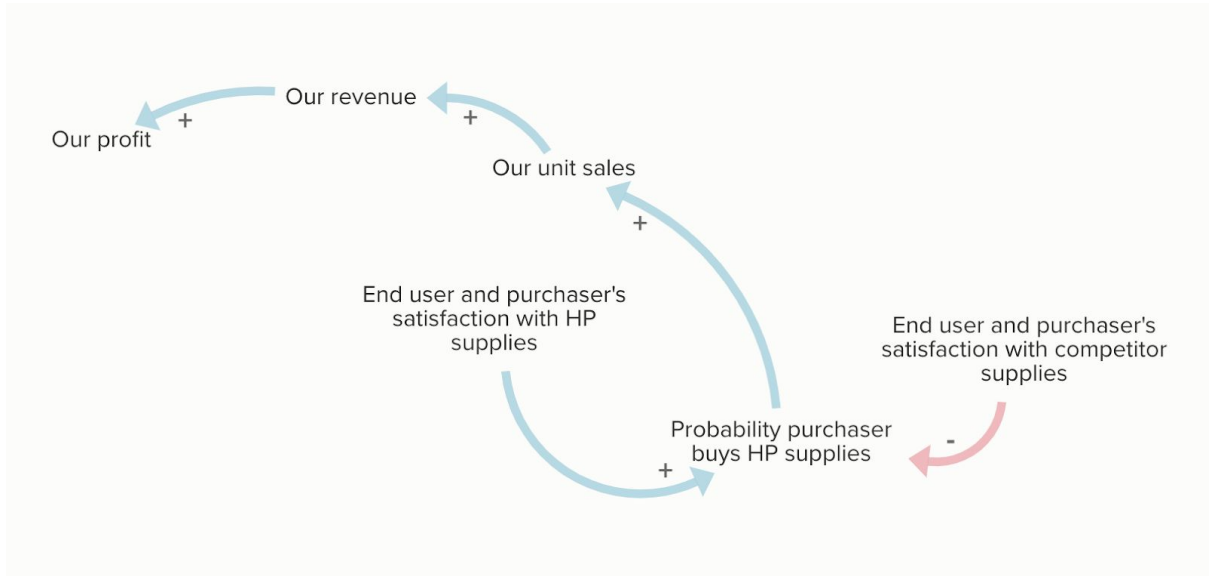 Our revenue
+
+
Our profit
Our unit sales
+
End user and purchaser's
satisfaction with HP
supplies
End user and purchaser's
satisfaction with competitor
supplies
Probability purchaser
buys HP supplies
-
+